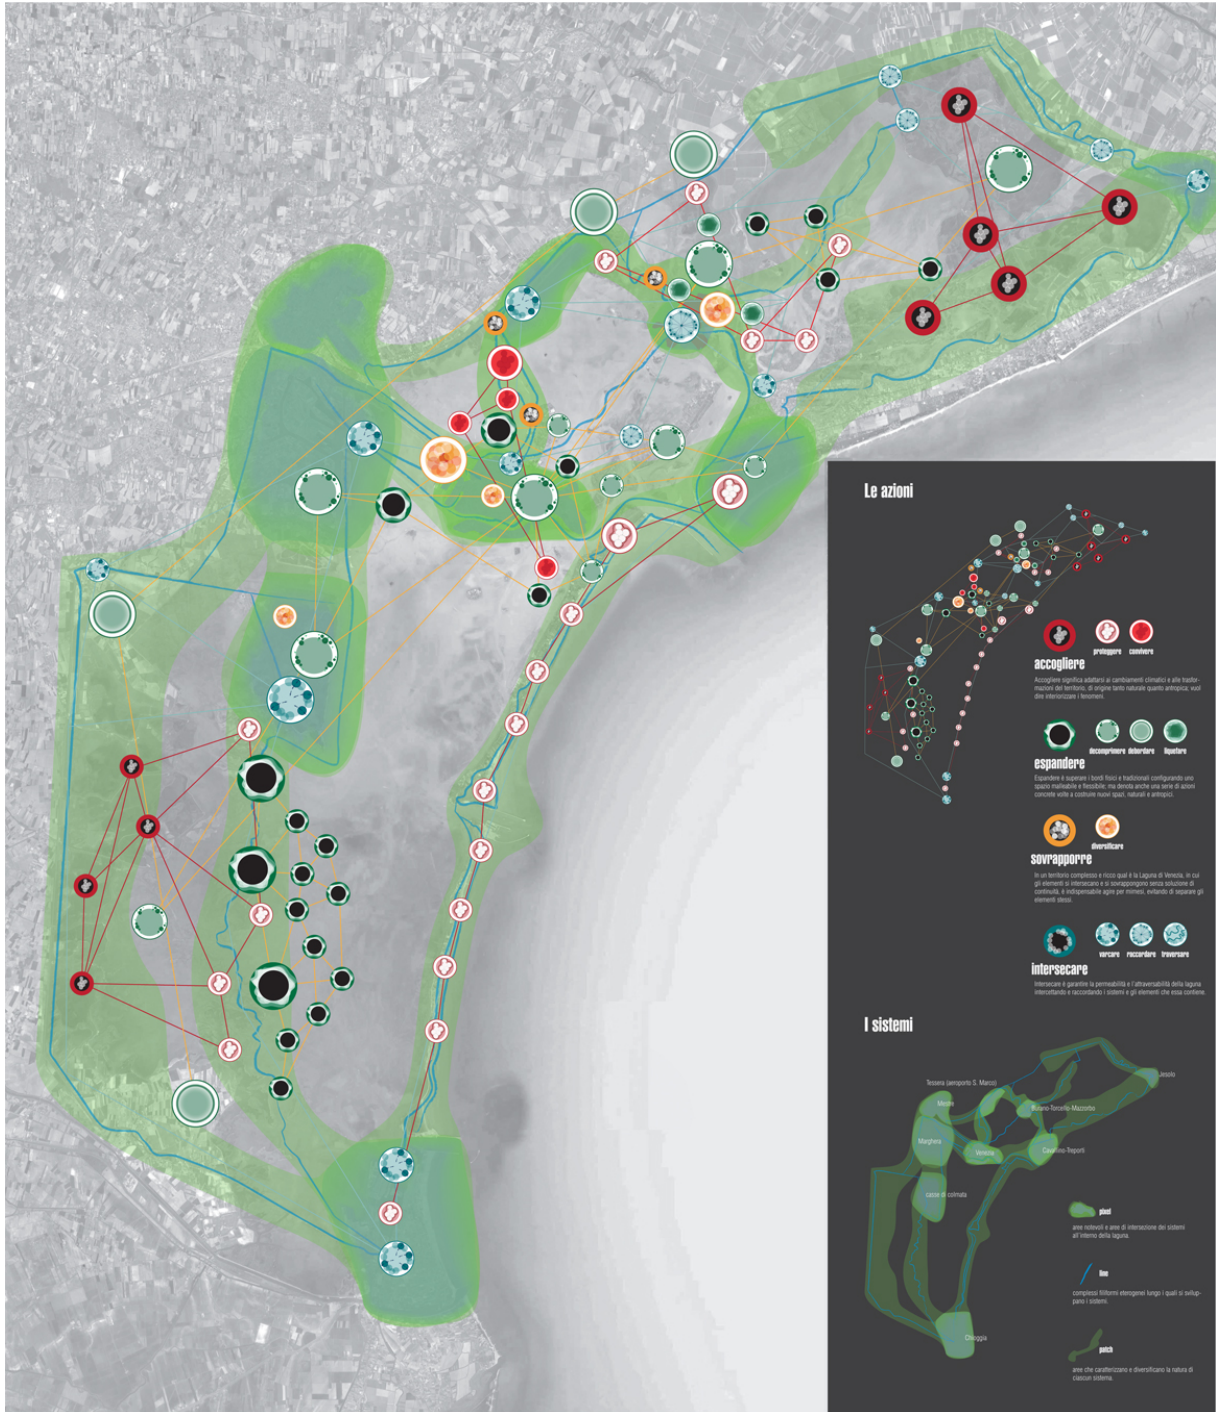 Le azioni
accogliere
proteggere
convivere
Accogliere significa adattarsi ai cambiamenti climatici e alle trasfor-
mazioni del territorio, di origine tanto naturale quanto antropica; vuol
dire interiorizzare i fenomeni.
espandere
decomprimere
debordare
liquefare
Espandere è superare i bordi fisici e tradizionali configurando uno
spazio malleabile e flessibile; ma denota anche una serie di azioni
concrete volte a costruire nuovi spazi, naturali e antropici.
sovrapporre
diversificare
In un territorio complesso e ricco qual è la Laguna di Venezia, in cui
gli elementi si intersecano e si sovrappongono senza soluzione di
continuità, è indispensabile agire per mimesi, evitando di separare gli
elementi stessi.
intersecare
varcare
raccordare
traversare
Intersecare è garantire la permeabilità e l'attraversabilità della laguna
intercettando e raccordando i sistemi e gli elementi che essa contiene.
I sistemi
Tessera (aeroporto S. Marco)
Jesolo
Mestre
Burano-Torcello-Mazzorbo
Marghera
Venezia
Cavallino-Treporti
casse di colmata
Chioggia
pixel
aree notevoli e aree di intersezione dei sistemi
all'interno della laguna.
line
complessi filiformi eterogenei lungo i quali si svilup-
pano i sistemi.
patch
aree che caratterizzano e diversificano la natura di
ciascun sistema.